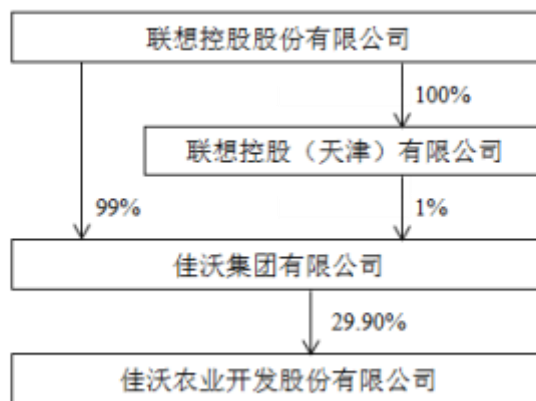 联想控股股份有限公司
100%
联想控股（天津）有限公司
99%
1%
佳沃集团有限公司
29.90%
佳沃农业开发股份有限公司